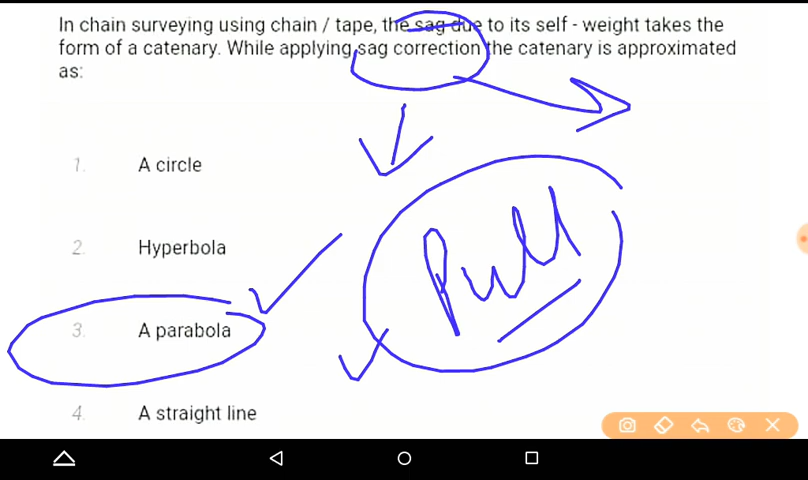 In chain surveying using chain / tape, the sag due to its self - weight takes the
form of a catenary. While applying sag correction the catenary is approximated
as:
1. A circle
2. Hyperbola
Pull
3. A parabola
4. A straight line